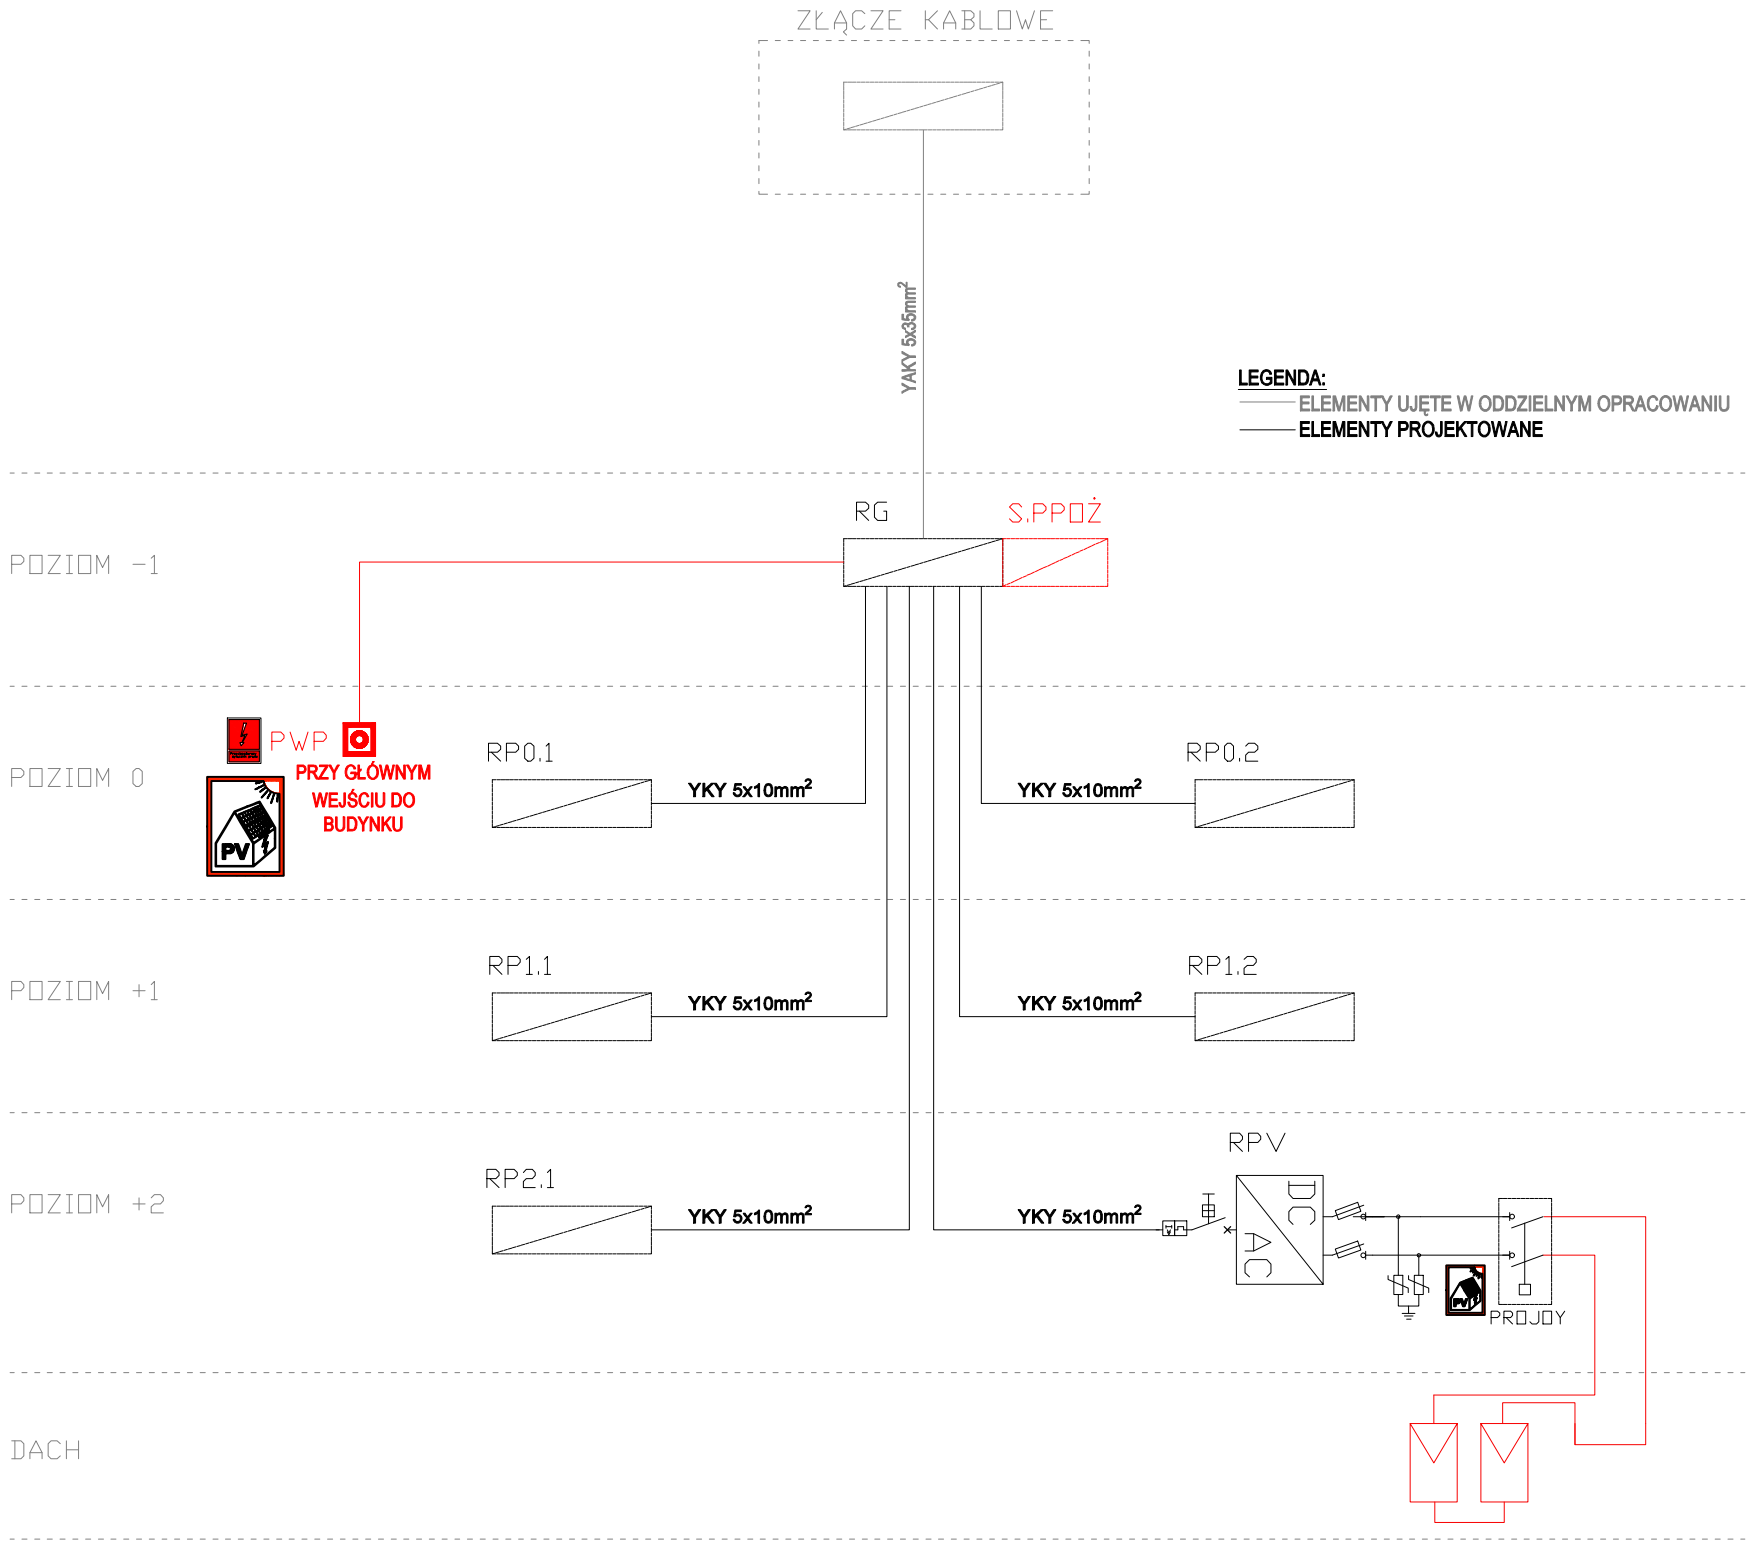 ZŁĄCZE KABLOWE
YAKY 5x35mm²
LEGENDA:
ELEMENTY UJĘTE W ODDZIELNYM OPRACOWANIU
ELEMENTY PROJEKTOWANE
RG
S.PPOŻ
POZIOM -1
PWP
PRZY GŁÓWNYM
WEJŚCIU DO
BUDYNKU
PV
POZIOM 0
RP0.1
YKY 5x10mm²
RP0.2
YKY 5x10mm²
POZIOM +1
RP1.1
YKY 5x10mm²
RP1.2
YKY 5x10mm²
POZIOM +2
RP2.1
YKY 5x10mm²
YKY 5x10mm²
RPV
DC
AC
PV
PROJOY
DACH